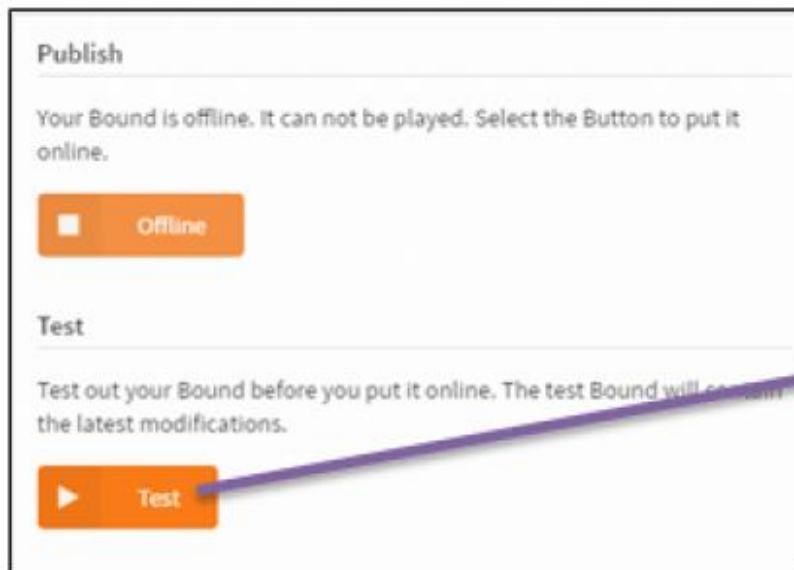 Publish
Your Bound is offline. It can not be played. Select the Button to put it
online.
Offline
Test
Test out your Bound before you put it online. The test Bound will contain
the latest modifications.
Test